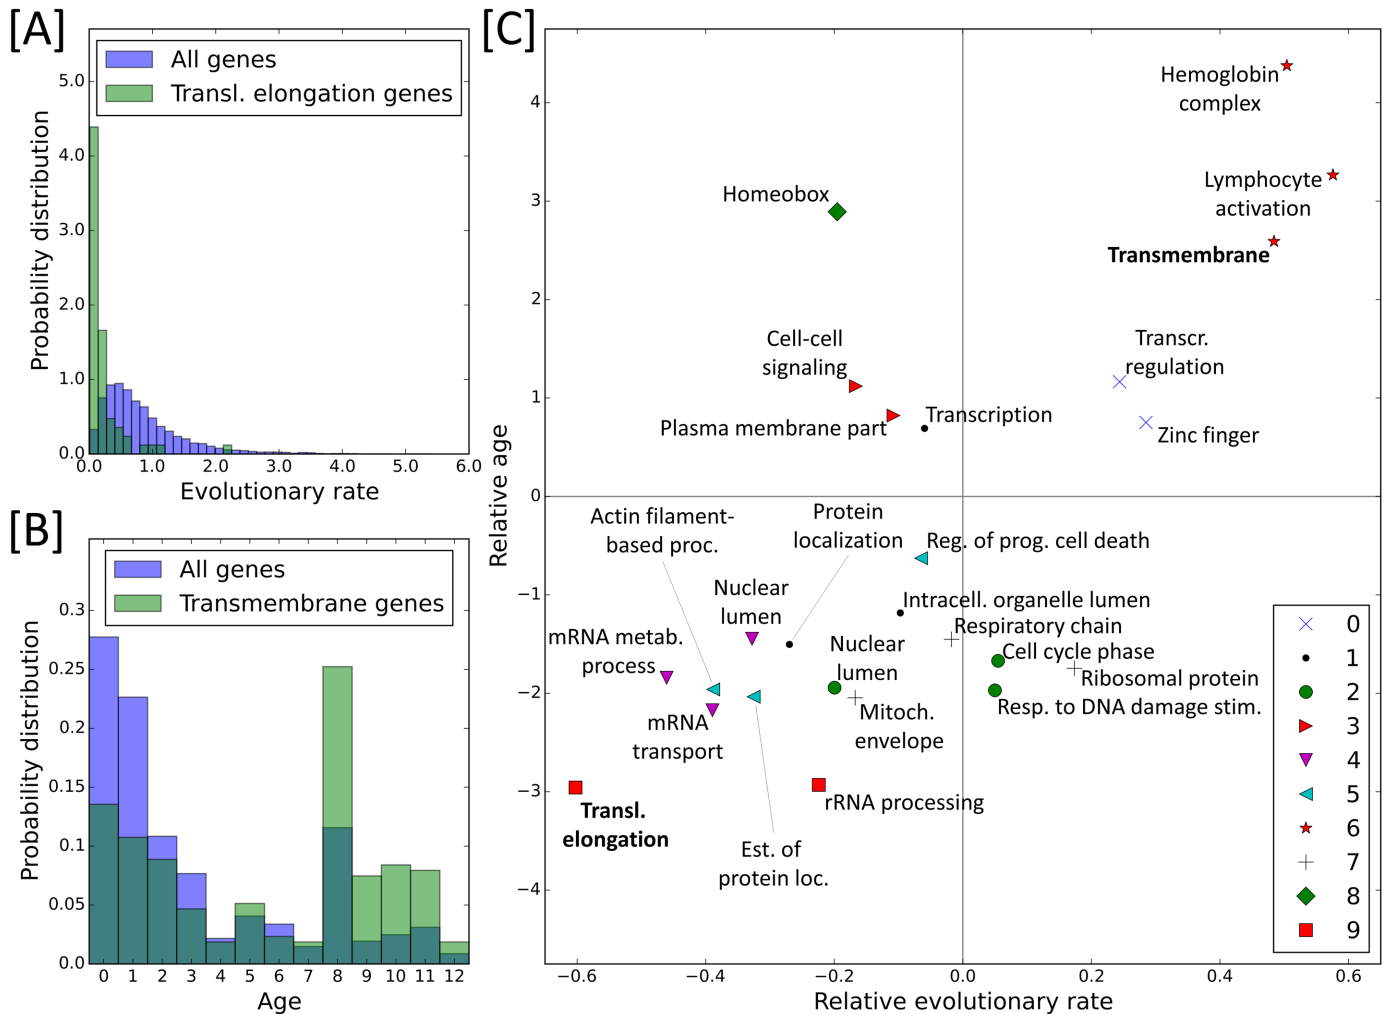 [A]
All genes
Transl. elongation genes
Probability distribution
5.0
4.0
3.0
2.0
1.0
0.0
0.0 1.0 2.0 3.0 4.0 5.0 6.0
Evolutionary rate
[B]
All genes
Transmembrane genes
Probability distribution
0.3
0.25
0.2
0.15
0.1
0.05
0.0
0 1 2 3 4 5 6 7 8 9 10 11 12
Age
[C]
Relative age
4
3
2
1
0
−1
−2
−3
−4
Hemoglobin
complex
Lymphocyte
activation
Transmembrane
Homeobox
Cell-cell
signaling
Transcr.
regulation
Plasma membrane part
Transcription
Zinc finger
Actin filament-
based proc.
Protein
localization
Reg. of prog. cell death
Nuclear
lumen
Intracell. organelle lumen
Respiratory chain
mRNA metab.
process
Nuclear
lumen
Cell cycle phase
Ribosomal protein
Resp. to DNA damage stim.
mRNA
transport
Mitoch.
envelope
Transl.
elongation
rRNA processing
Est. of
protein loc.
0
1
2
3
4
5
6
7
8
9
−0.6 −0.4 −0.2 0.0 0.2 0.4 0.6
Relative evolutionary rate